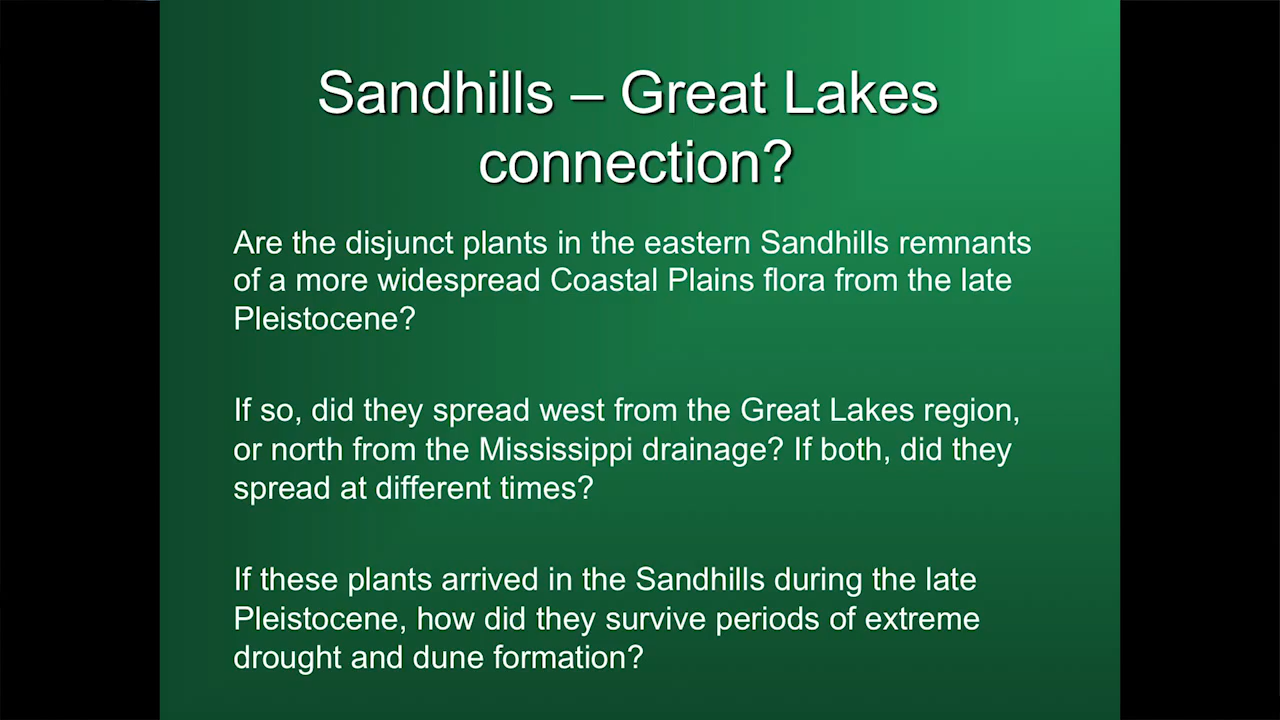 Sandhills – Great Lakes
connection?
Are the disjunct plants in the eastern Sandhills remnants
of a more widespread Coastal Plains flora from the late
Pleistocene?
If so, did they spread west from the Great Lakes region,
or north from the Mississippi drainage? If both, did they
spread at different times?
If these plants arrived in the Sandhills during the late
Pleistocene, how did they survive periods of extreme
drought and dune formation?